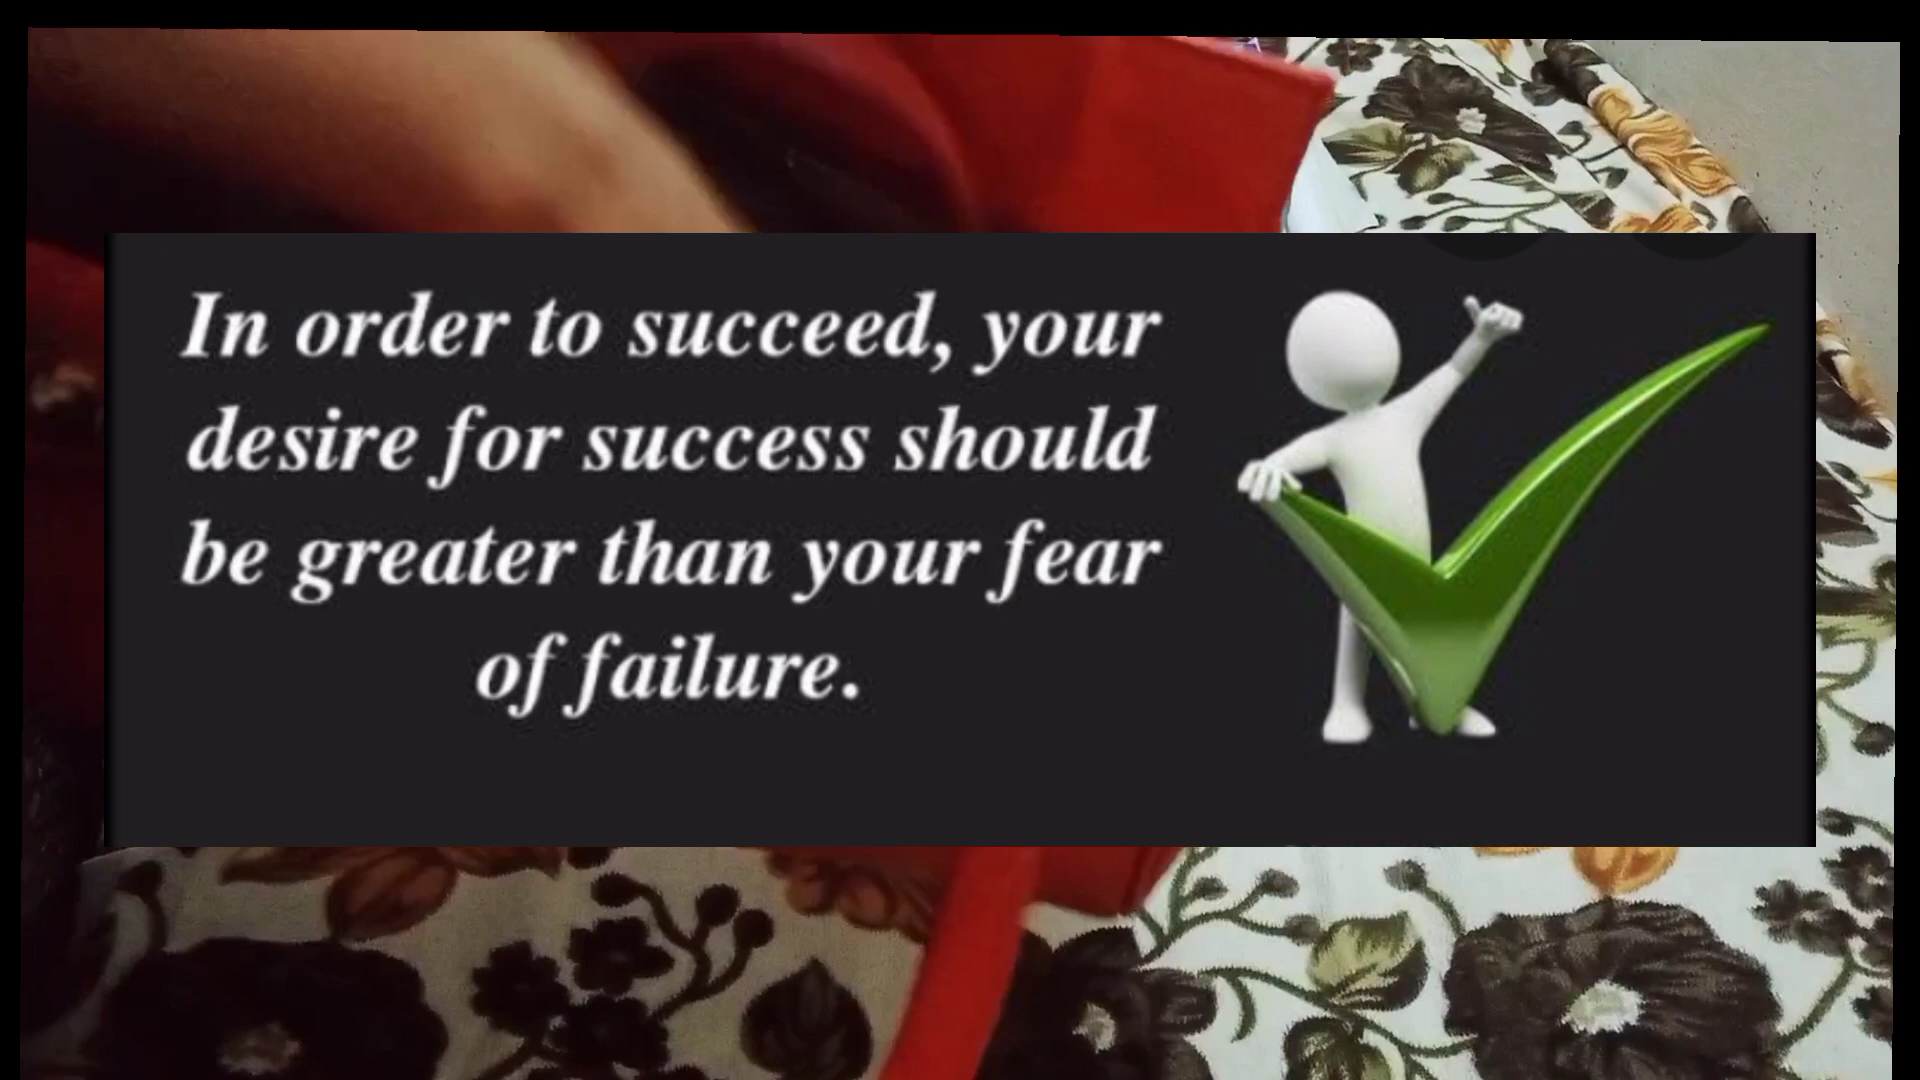 In order to succeed, your
desire for success should
be greater than your fear
of failure.